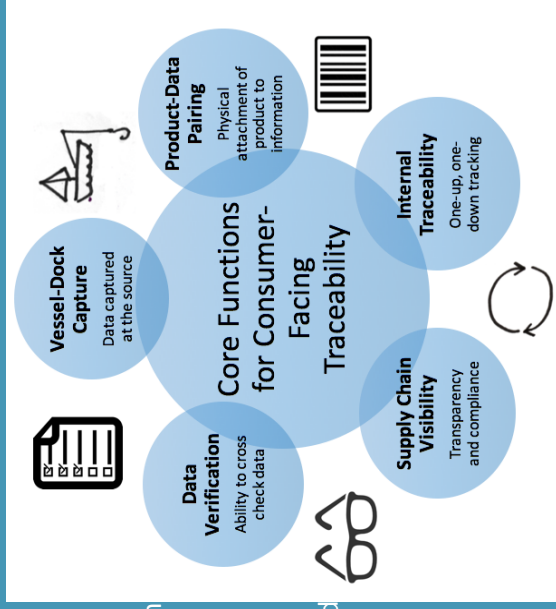 Vessel-Dock
Capture
Data captured
at the source
Product-Data
Pairing
Physical
attachment of
product to
information
Internal
Traceability
One-up, one-
down tracking
Supply Chain
Visibility
Transparency
and compliance
Data
Verification
Ability to cross
check data
Core Functions
for Consumer-
Facing
Traceability